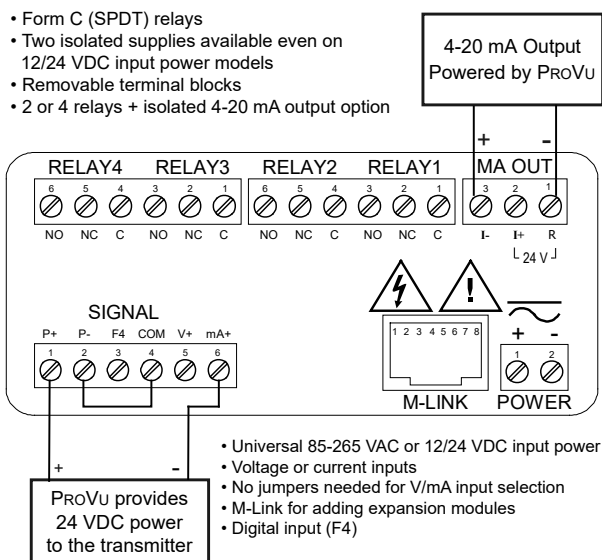 • Form C (SPDT) relays
• Two isolated supplies available even on
12/24 VDC input power models
• Removable terminal blocks
• 2 or 4 relays + isolated 4-20 mA output option
4-20 mA Output
Powered by PROVU
+ -
RELAY4 RELAY3 RELAY2 RELAY1 MA OUT
6 5 4 3 2 1 6 5 4 3 2 1 3 2 1
NO NC C NO NC C NO NC C NO NC C I- I+ R
24 V
SIGNAL
P+ P- F4 COM V+ mA+
1 2 3 4 5 6
!
1 2 3 4 5 6 7 8
+ -
1 2
M-LINK POWER
+ -
PROVU provides
24 VDC power
to the transmitter
• Universal 85-265 VAC or 12/24 VDC input power
• Voltage or current inputs
• No jumpers needed for V/mA input selection
• M-Link for adding expansion modules
• Digital input (F4)